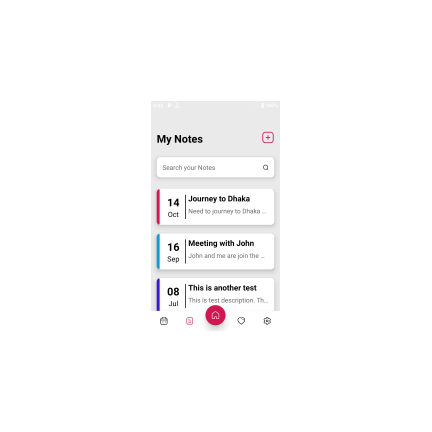 My Notes
Search your Notes
14
Oct
Journey to Dhaka
Need to journey to Dhaka ...
16
Sep
Meeting with John
John and me are join the ...
08
Jul
This is another test
This is test description. Th...